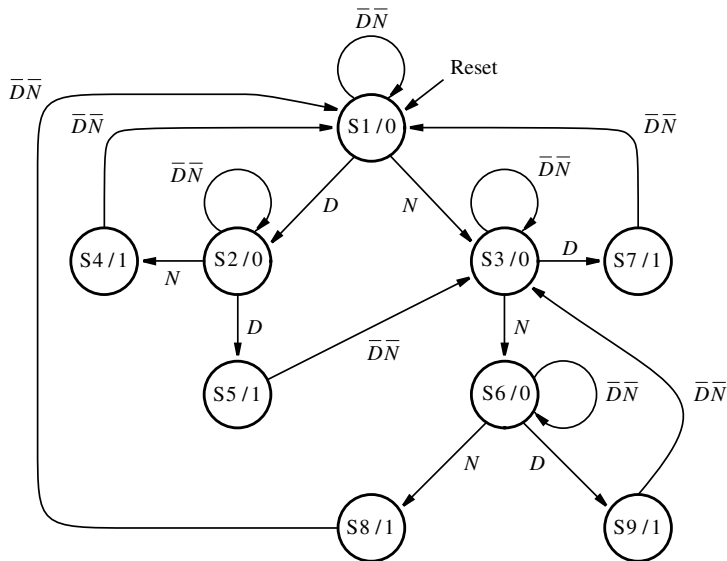 D̅N̅
Reset
D̅N̅
S1/0
D̅N̅
D̅N̅
D̅N̅
D̅N̅
D
N
S4/1
S2/0
S3/0
S7/1
N
D
D
N
D̅N̅
S5/1
S6/0
D̅N̅
D̅N̅
N
D
S8/1
S9/1